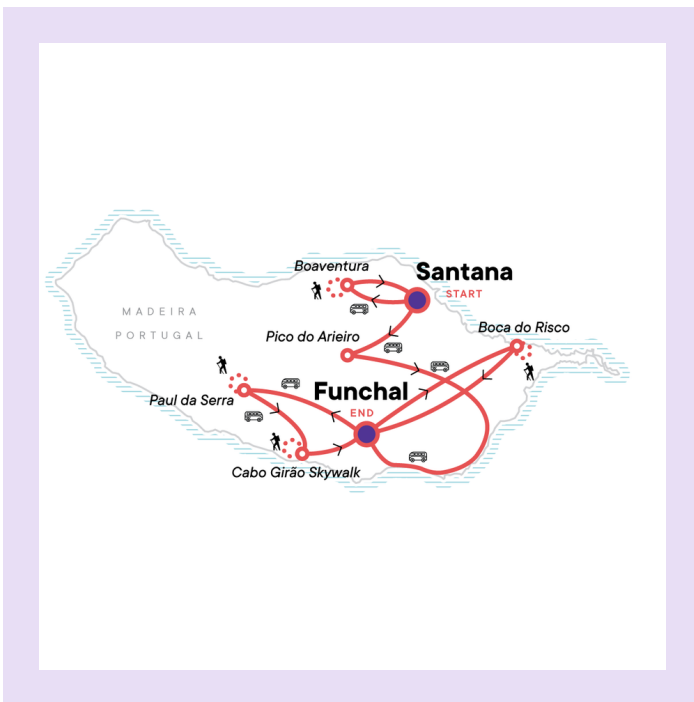 Boaventura
Santana
START
MADEIRA
PORTUGAL
Boca do Risco
Pico do Arieiro
Funchal
END
Paul da Serra
Cabo Girão Skywalk